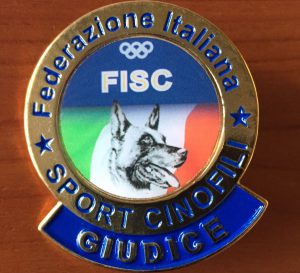 Federazione Italiana
FISC
SPORT CINOFILI
GIUDICE